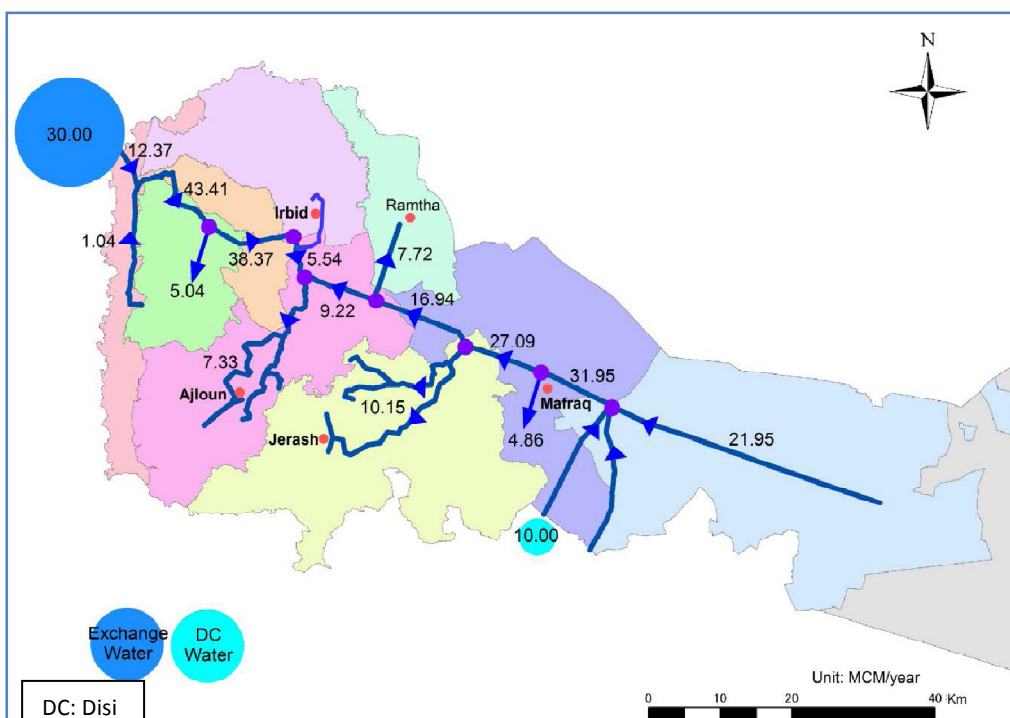 N
30.00
12.37
43.41
Irbid
Ramtha
1.04
38.37
5.54
7.72
5.04
9.22
16.94
27.09
7.33
31.95
Ajloun
10.15
Mafraq
Jerash
4.86
21.95
10.00
Exchange
Water
DC
Water
Unit: MCM/year
DC: Disi
0 10 20 40 Km